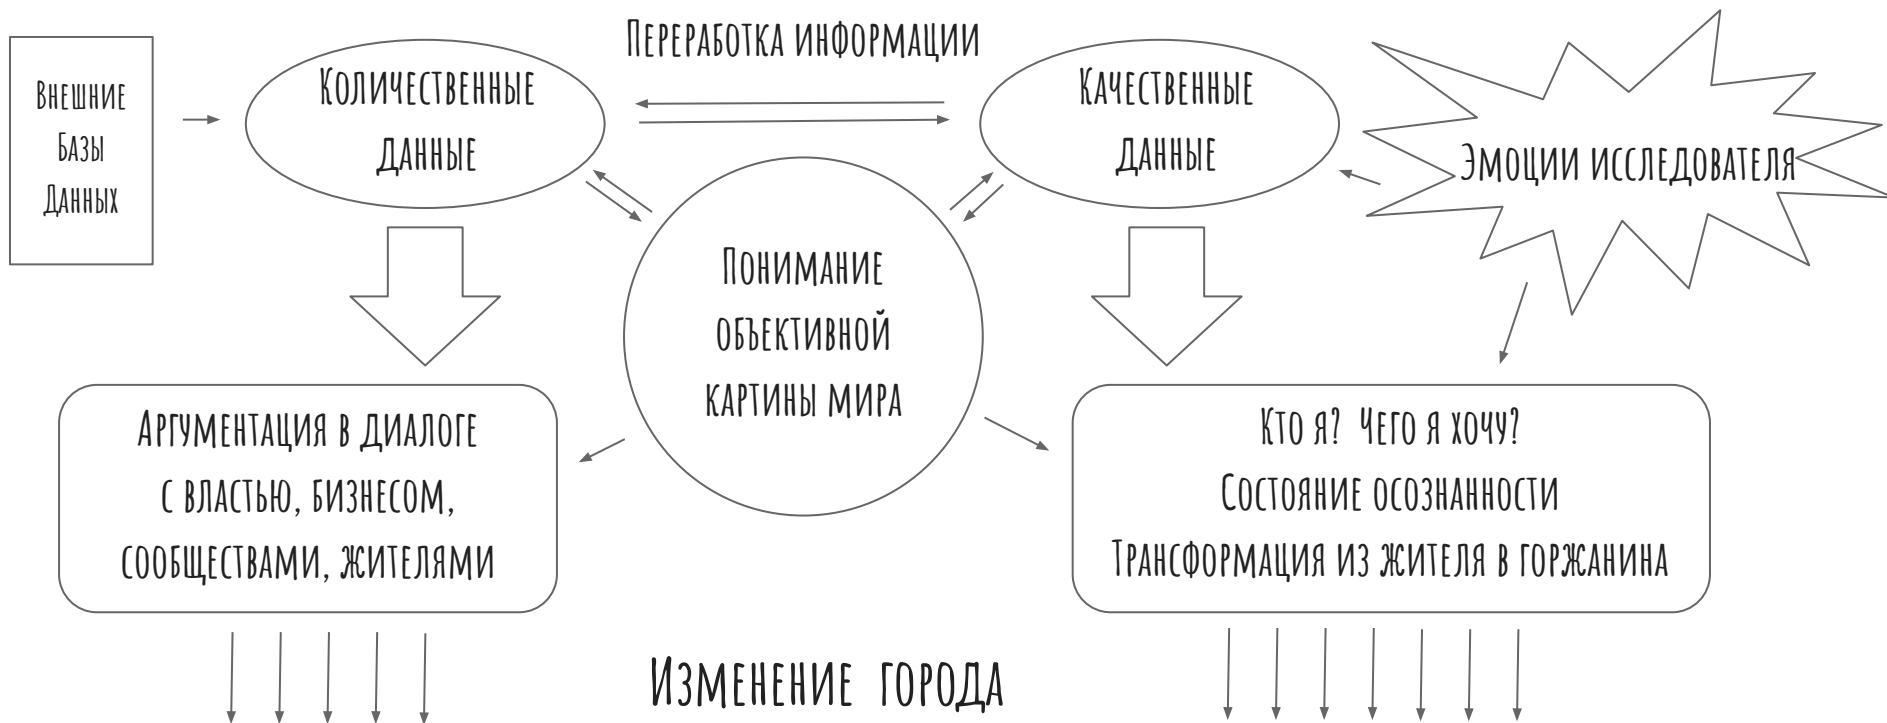 Переработка информации
Внешние
Базы
Данных
Количественные
данные
Качественные
данные
Эмоции исследователя
Понимание
объективной
картины мира
Аргументация в диалоге
с властью, бизнесом,
сообществами, жителями
Кто я? Чего я хочу?
Состояние осознанности
Трансформация из жителя в горжанина
Изменение города